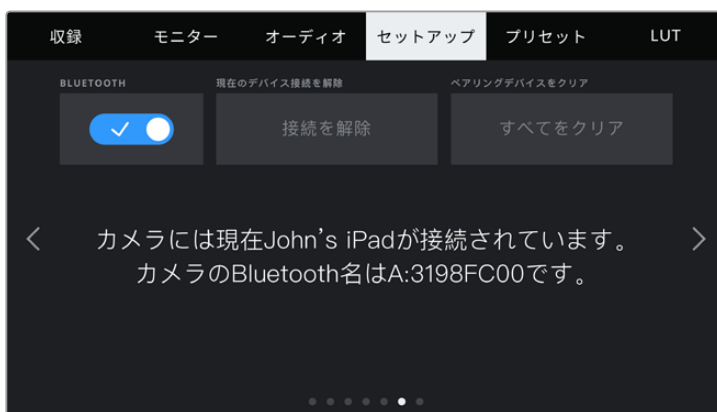 収録 モニター オーディオ セットアップ プリセット LUT
BLUETOOTH 現在のデバイス接続を解除 ペアリングデバイスをクリア
接続を解除 すべてをクリア
カメラには現在John's iPadが接続されています。
カメラのBluetooth名はA:3198FC00です。